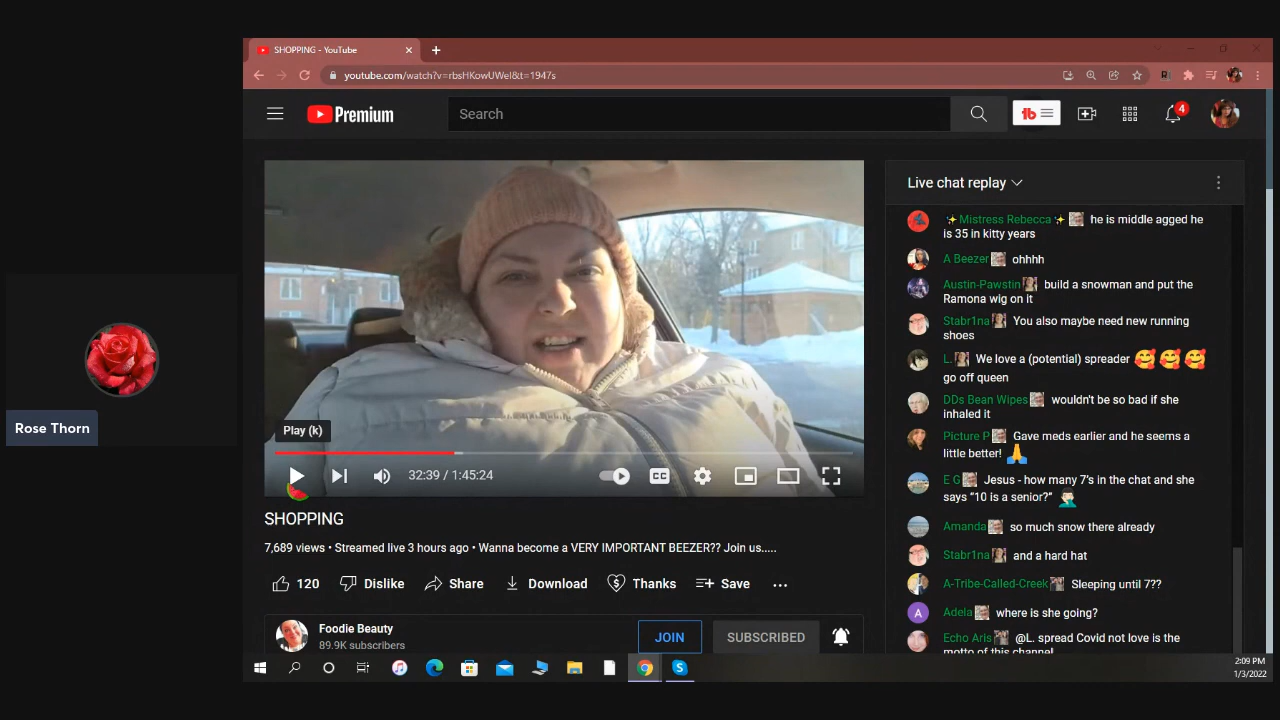 SHOPPING - YouTube
youtube.com/watch?v=rbsHKowUWeI&t=1947s
Premium
Search
4
Live chat replay
Mistress Rebecca he is middle agged he
is 35 in kitty years
A Beezer ohhhh
Austin-Pawstin build a snowman and put the
Ramona wig on it
Stabr1na You also maybe need new running
shoes
L. We love a (potential) spreader
go off queen
DDs Bean Wipes wouldn't be so bad if she
inhaled it
Picture P Gave meds earlier and he seems a
little better!
E G Jesus - how many 7's in the chat and she
says "10 is a senior?"
Amanda so much snow there already
Stabr1na and a hard hat
A-Tribe-Called-Creek Sleeping until 7??
Adela where is she going?
A
Echo Aris @L. spread Covid not love is the
motto of this channel
Rose Thorn
Play (k)
32:39 / 1:45:24
CC
SHOPPING
7,689 views • Streamed live 3 hours ago • Wanna become a VERY IMPORTANT BEEZER?? Join us.....
120 Dislike Share Download Thanks Save
Foodie Beauty
89.9K subscribers
JOIN
SUBSCRIBED
2:09 PM
1/3/2022